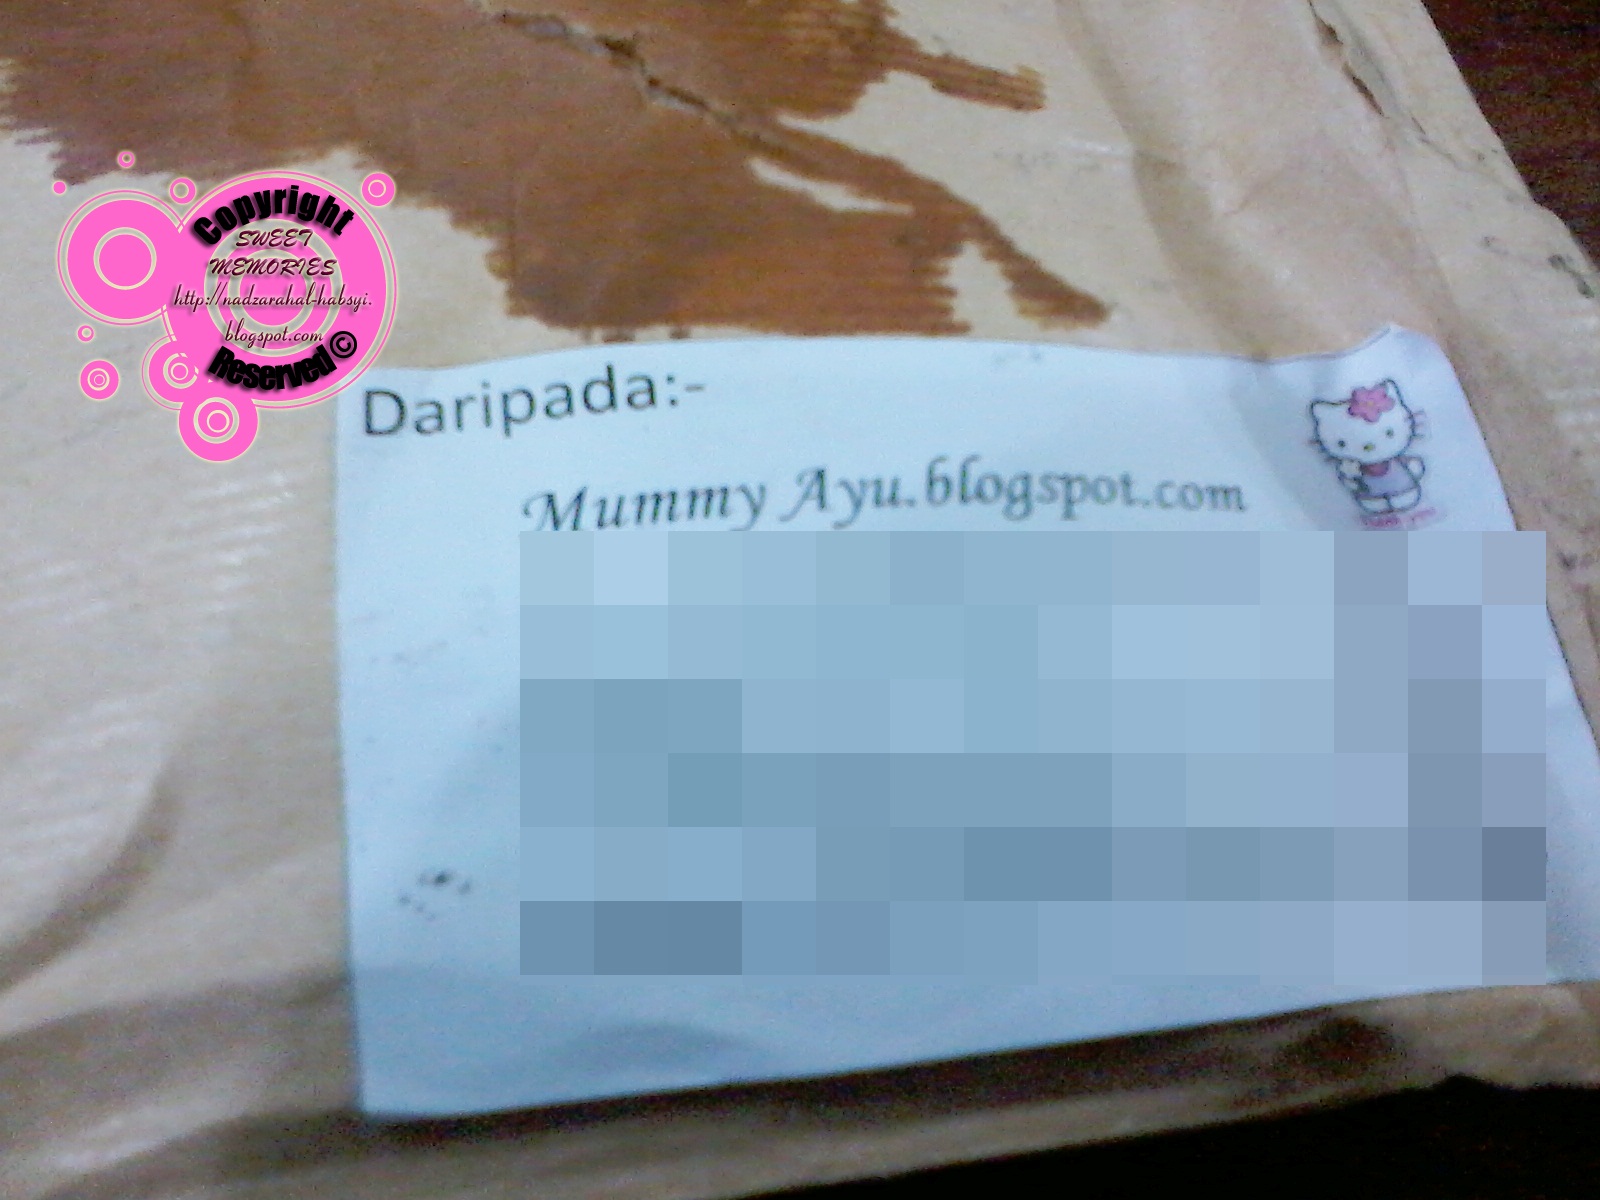 Copyright
SWEET
MEMORIES
http://nadzarahal-habsyi.
blogspot.com
Reserved ©
Daripada:-
Mummy Ayu.blogspot.com